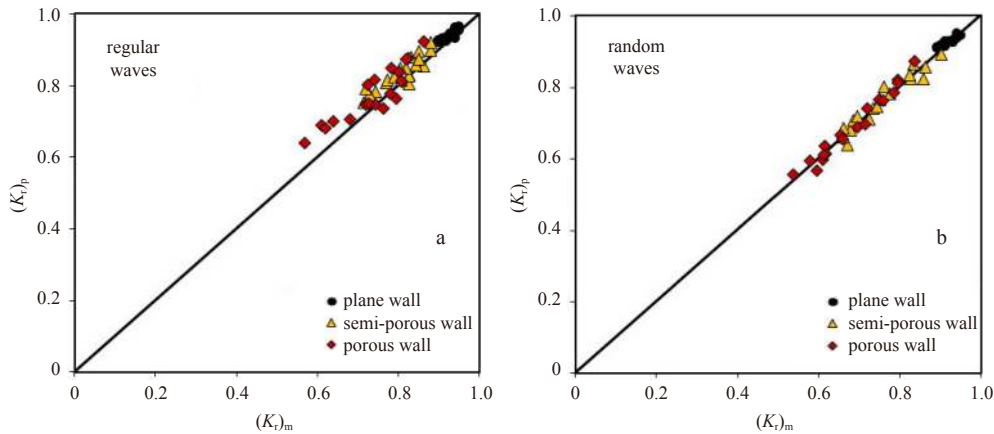 1.0
0.8
0.6
0.4
0.2
0
(Kr)p
regular
waves
a
plane wall
semi-porous wall
porous wall
0 0.2 0.4 0.6 0.8 1.0
(Kr)m
1.0
0.8
0.6
0.4
0.2
0
(Kr)p
random
waves
b
plane wall
semi-porous wall
porous wall
0 0.2 0.4 0.6 0.8 1.0
(Kr)m